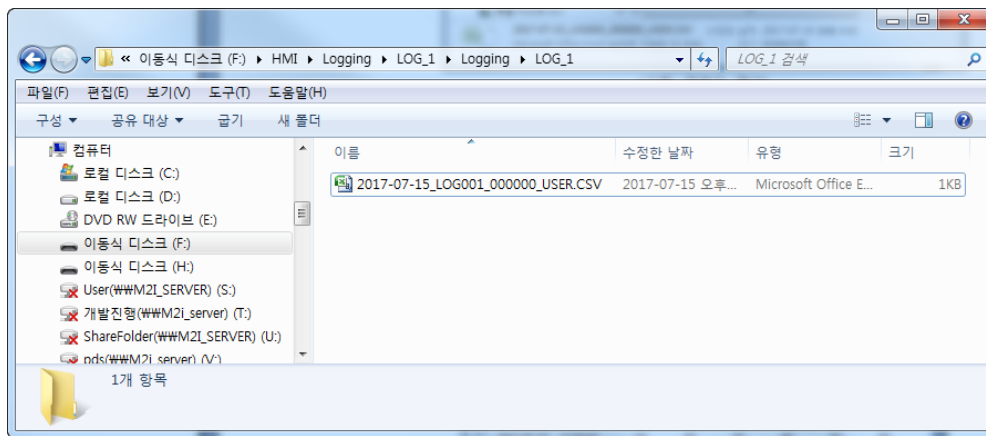 « 이동식 디스크 (F:) ▸ HMI ▸ Logging ▸ LOG_1 ▸ Logging ▸ LOG_1
LOG_1 검색
파일(F) 편집(E) 보기(V) 도구(T) 도움말(H)
구성 공유 대상 굽기 새 폴더
컴퓨터
로컬 디스크 (C:)
로컬 디스크 (D:)
DVD RW 드라이브 (E:)
이동식 디스크 (F:)
이동식 디스크 (H:)
User(₩₩M2I_SERVER) (S:)
개발진행(₩₩M2i_server) (T:)
ShareFolder(₩₩M2I_SERVER) (U:)
pds(₩₩M2i_server) (V:)
이름 수정한 날짜 유형 크기
2017-07-15_LOG001_000000_USER.CSV 2017-07-15 오후... Microsoft Office E... 1KB
1개 항목